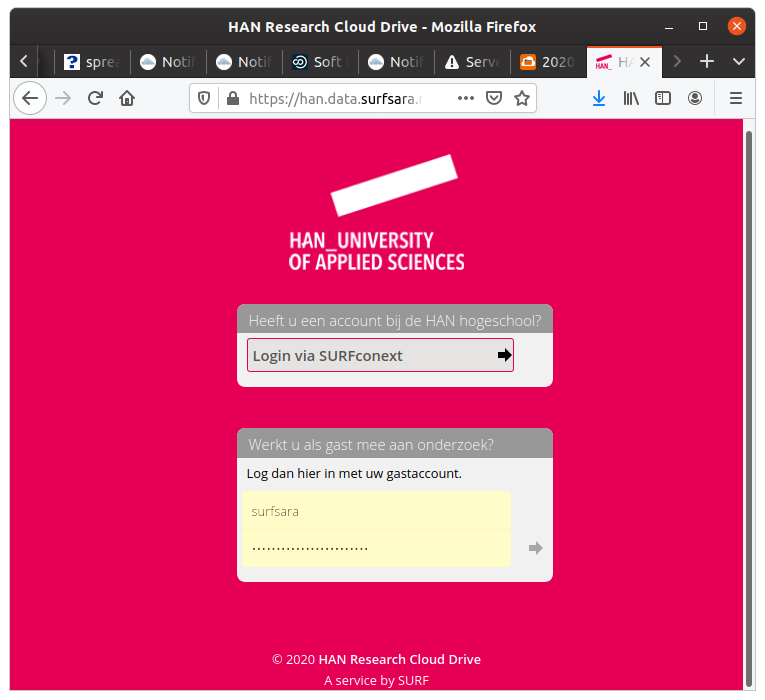 HAN Research Cloud Drive - Mozilla Firefox
? sprea Notif Notif Soft Notif Serve 2020 HAN_ HA
https://han.data.surfsara.
HAN_UNIVERSITY
OF APPLIED SCIENCES
Heeft u een account bij de HAN hogeschool?
Login via SURFconext
Werkt u als gast mee aan onderzoek?
Log dan hier in met uw gastaccount.
surfsara
© 2020 HAN Research Cloud Drive
A service by SURF